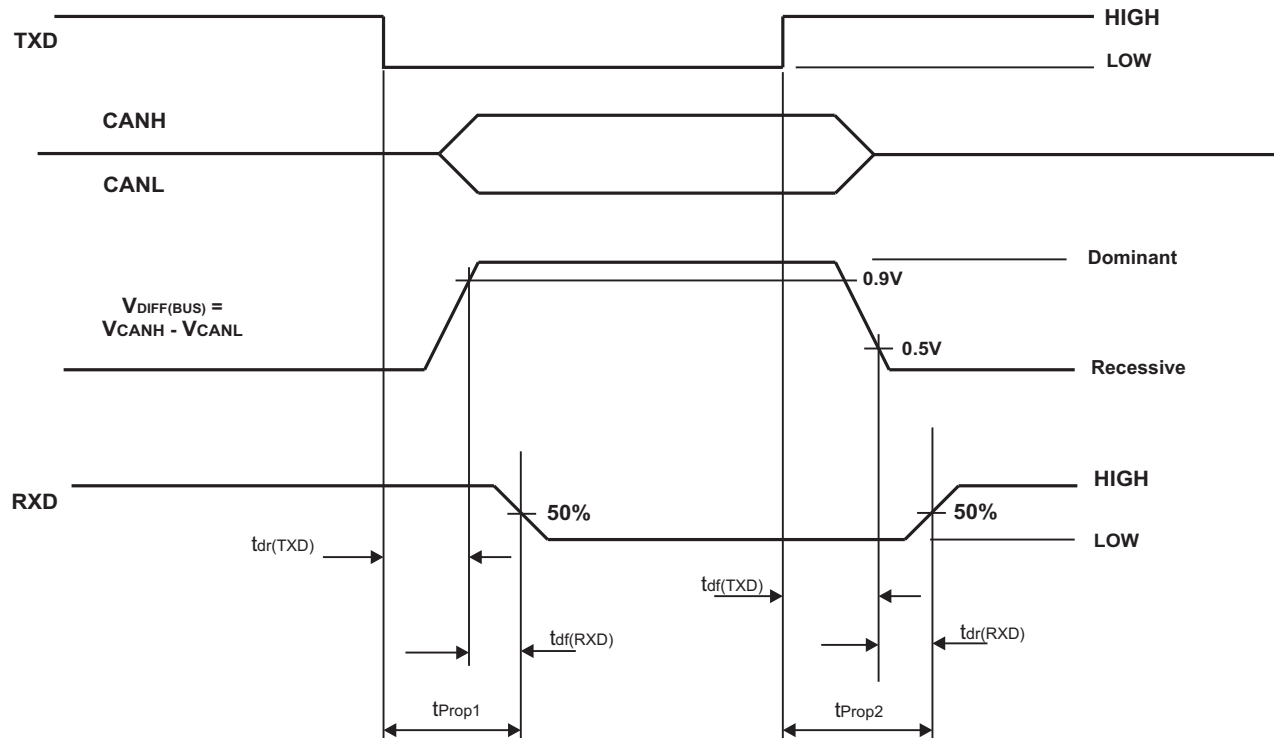 TXD
HIGH
LOW
CANH
CANL
Dominant
0.9V
VDIFF(BUS) =
VCANH - VCANL
0.5V
Recessive
RXD
HIGH
50%
50%
LOW
tdr(TXD)
tdf(TXD)
tdf(RXD)
tdr(RXD)
tProp1
tProp2